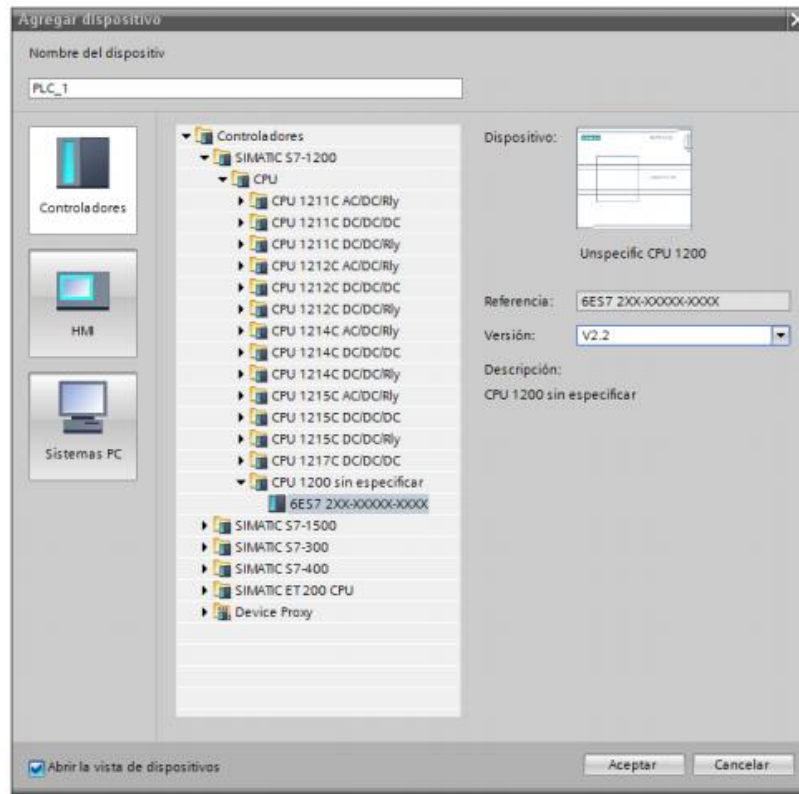 Agregar dispositivo
Nombre del dispositiv
PLC_1
Controladores
HMI
Sistemas PC
Controladores
SIMATIC S7-1200
CPU
CPU 1211C AC/DC/Rly
CPU 1211C DC/DC/DC
CPU 1211C DC/DC/Rly
CPU 1212C AC/DC/Rly
CPU 1212C DC/DC/DC
CPU 1212C DC/DC/Rly
CPU 1214C AC/DC/Rly
CPU 1214C DC/DC/DC
CPU 1214C DC/DC/Rly
CPU 1215C AC/DC/Rly
CPU 1215C DC/DC/DC
CPU 1215C DC/DC/Rly
CPU 1217C DC/DC/DC
CPU 1200 sin especificar
6ES7 2XX-XXXXX-XXXX
SIMATIC S7-1500
SIMATIC S7-300
SIMATIC S7-400
SIMATIC ET 200 CPU
Device Proxy
Dispositivo:
Unspecific CPU 1200
Referencia: 6ES7 2XX-XXXXX-XXXX
Versión: V2.2
Descripción:
CPU 1200 sin especificar
Abrir la vista de dispositivos
Aceptar
Cancelar